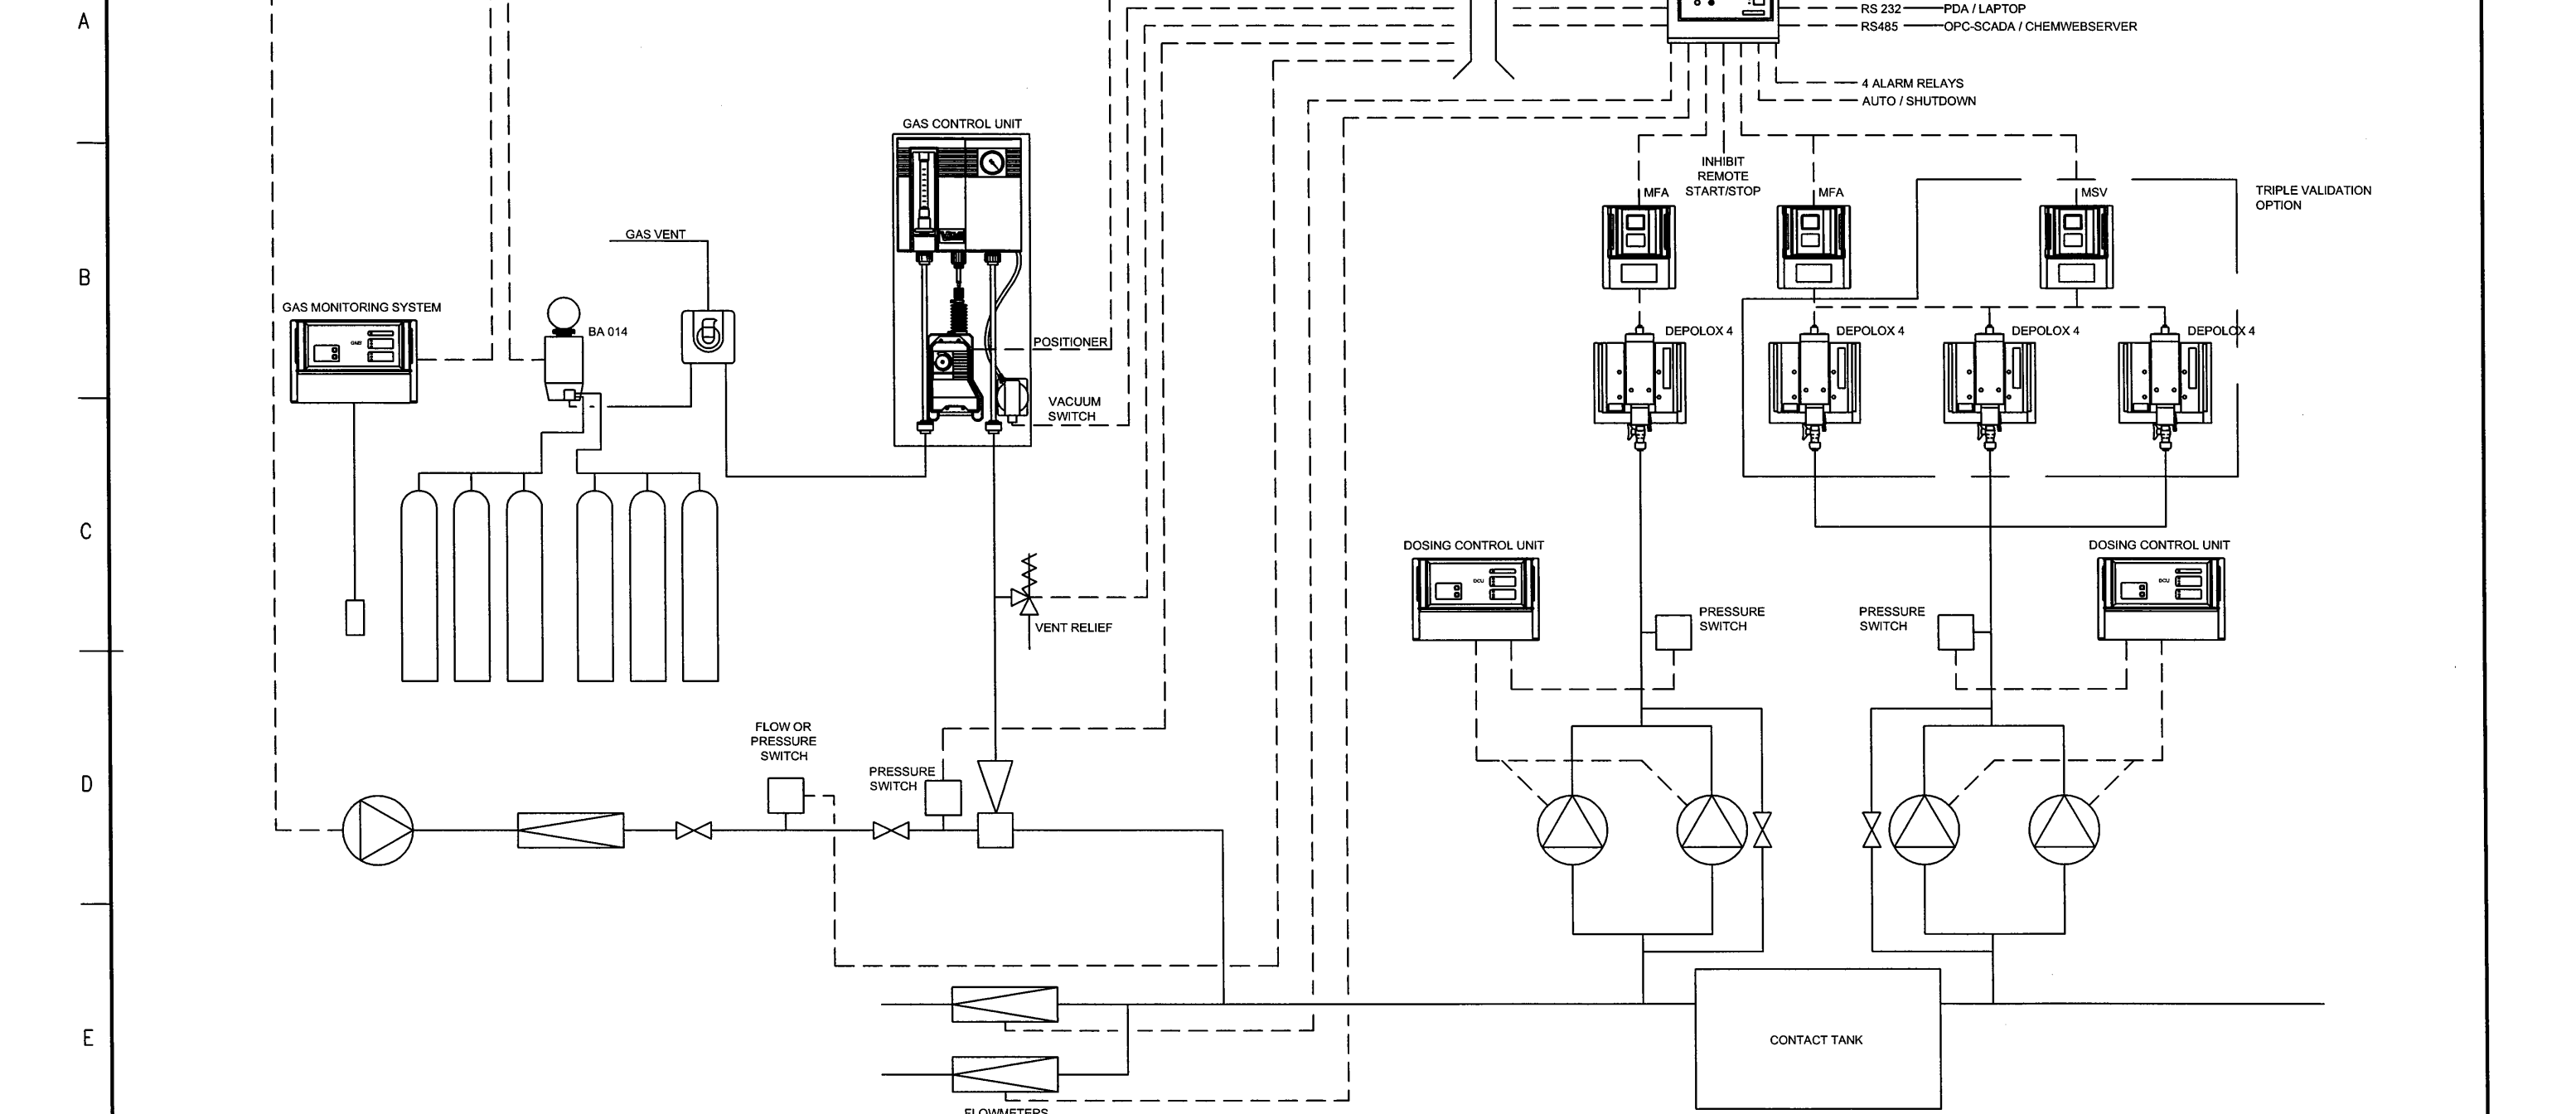 A
RS 232
PDA / LAPTOP
RS485
OPC-SCADA / CHEMWEBSERVER
4 ALARM RELAYS
AUTO / SHUTDOWN
GAS CONTROL UNIT
INHIBIT
REMOTE
START/STOP
MFA
MFA
MSV
TRIPLE VALIDATION
OPTION
GAS VENT
B
GAS MONITORING SYSTEM
BA 014
POSITIONER
DEPOLOX 4
DEPOLOX 4
DEPOLOX 4
DEPOLOX 4
VACUUM
SWITCH
C
DOSING CONTROL UNIT
DCU
DOSING CONTROL UNIT
DCU
PRESSURE
SWITCH
PRESSURE
SWITCH
VENT RELIEF
FLOW OR
PRESSURE
SWITCH
PRESSURE
SWITCH
D
E
CONTACT TANK
FLOWMETERS